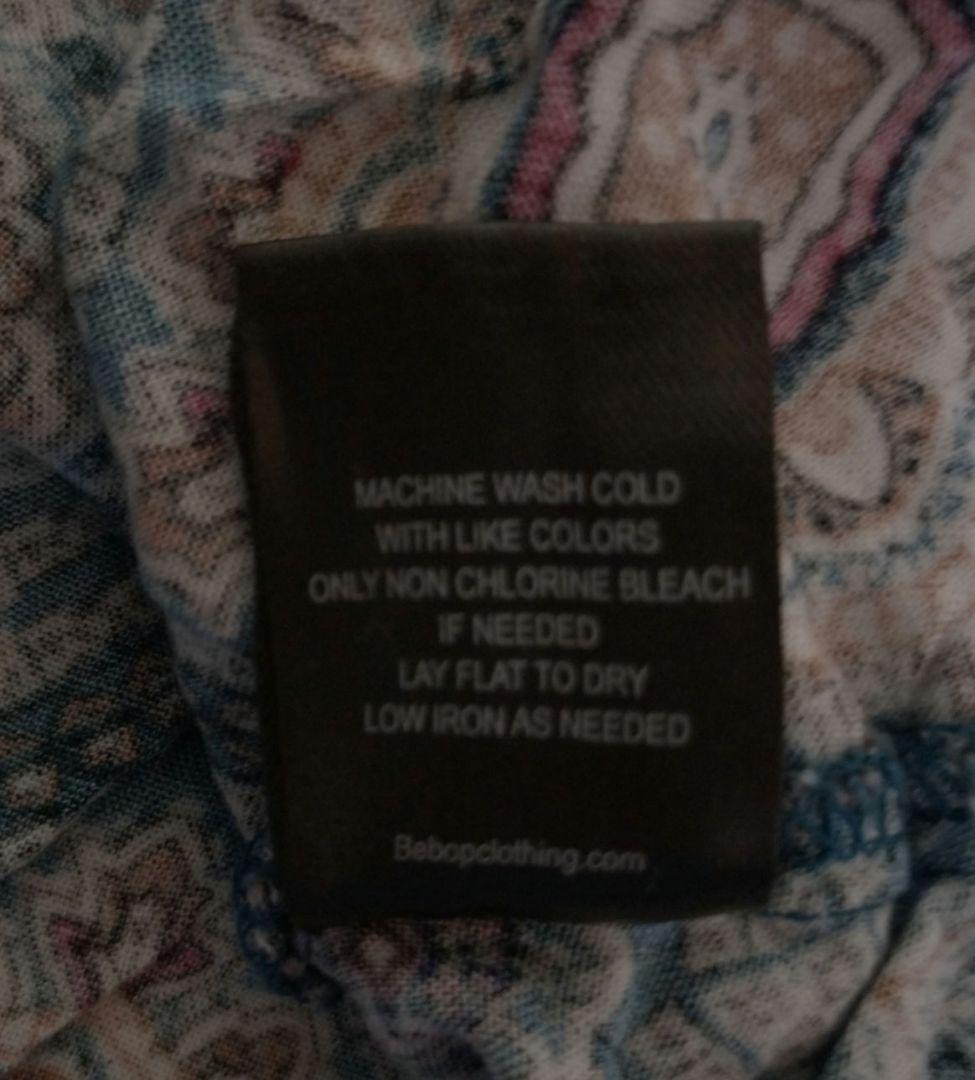 MACHINE WASH COLD
WITH LIKE COLORS
ONLY NON CHLORINE BLEACH
IF NEEDED
LAY FLAT TO DRY
LOW IRON AS NEEDED
Bebopclothing.com